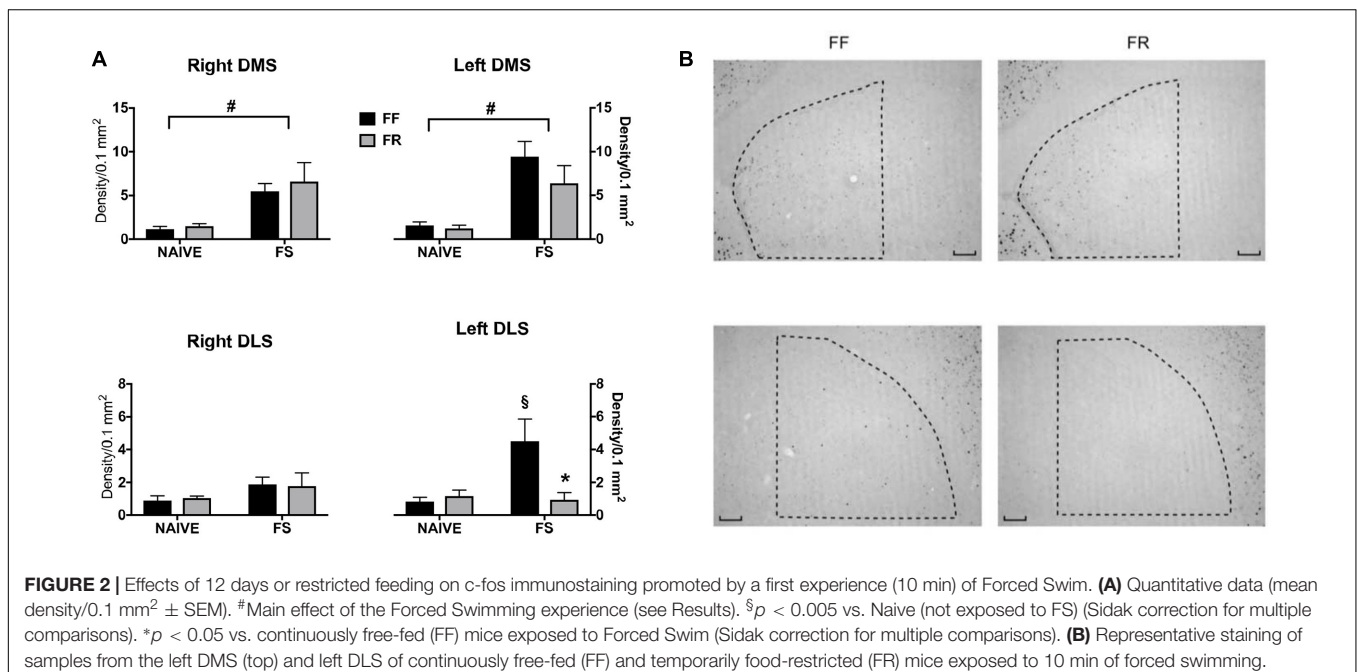 A
Right DMS
Left DMS
15
10
5
0
Density/0.1 mm²
#
NAIVE
FS
FF
FR
#
15
10
5
0
Density/0.1 mm²
NAIVE
FS
Right DLS
Left DLS
8
6
4
2
0
Density/0.1 mm²
NAIVE
FS
§
*
8
6
4
2
0
Density/0.1 mm²
NAIVE
FS
B
FF
FR
FIGURE 2 | Effects of 12 days or restricted feeding on c-fos immunostaining promoted by a first experience (10 min) of Forced Swim. (A) Quantitative data (mean
density/0.1 mm² ± SEM). #Main effect of the Forced Swimming experience (see Results). §p < 0.005 vs. Naive (not exposed to FS) (Sidak correction for multiple
comparisons). *p < 0.05 vs. continuously free-fed (FF) mice exposed to Forced Swim (Sidak correction for multiple comparisons). (B) Representative staining of
samples from the left DMS (top) and left DLS of continuously free-fed (FF) and temporarily food-restricted (FR) mice exposed to 10 min of forced swimming.